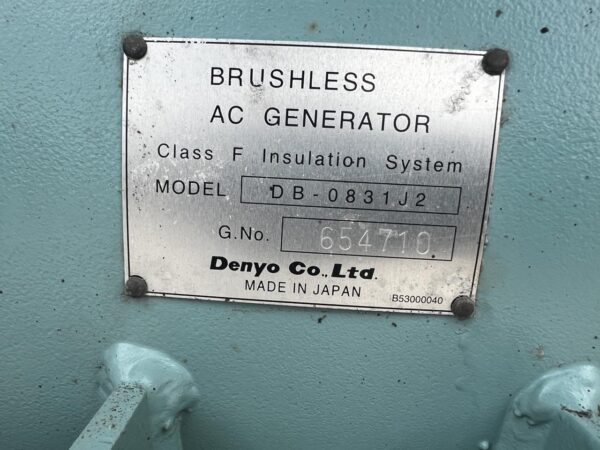 BRUSHLESS
AC GENERATOR
Class F Insulation System
MODEL DB-0831J2
G.No. 654710
Denyo Co.,Ltd.
MADE IN JAPAN B53000040